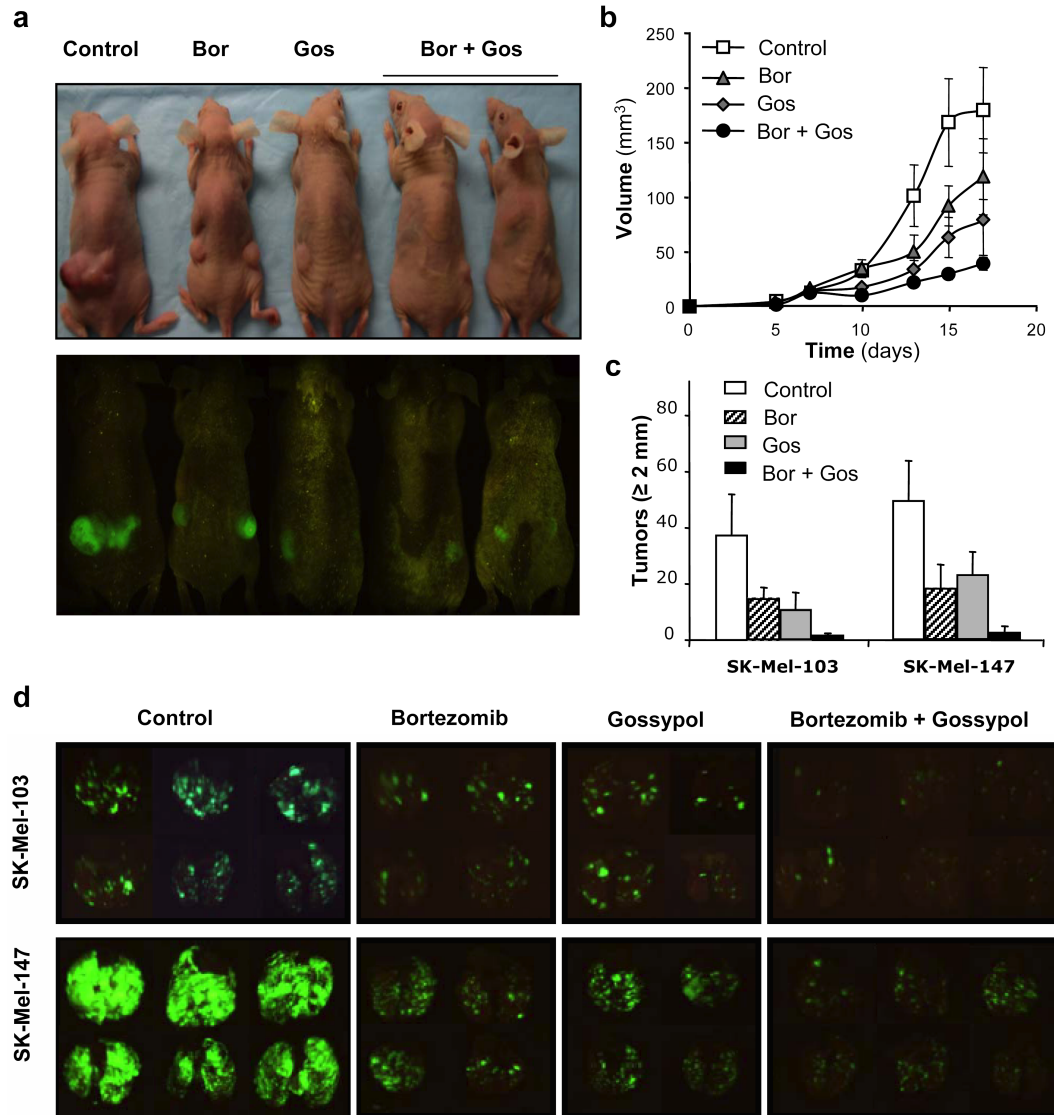 a
Control Bor Gos Bor + Gos
b
250
200
150
100
50
0
Volume (mm³)
Control
Bor
Gos
Bor + Gos
0 5 10 15 20
Time (days)
c
80
60
40
20
0
Tumors (≥ 2 mm)
Control
Bor
Gos
Bor + Gos
SK-Mel-103 SK-Mel-147
d
Control Bortezomib Gossypol Bortezomib + Gossypol
SK-Mel-103
SK-Mel-147